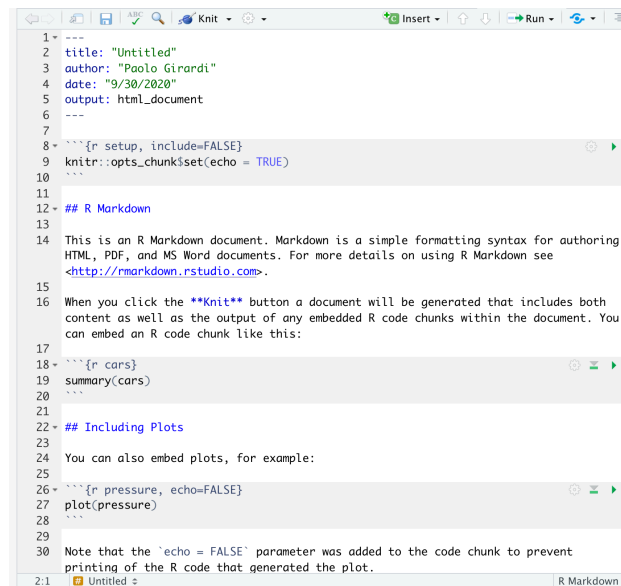 ABC Knit Insert Run
1 ---
2 title: "Untitled"
3 author: "Paolo Girardi"
4 date: "9/30/2020"
5 output: html_document
6 ---
7
8 ```{r setup, include=FALSE}
9 knitr::opts_chunk$set(echo = TRUE)
10 ```
11
12 ## R Markdown
13
14 This is an R Markdown document. Markdown is a simple formatting syntax for authoring
HTML, PDF, and MS Word documents. For more details on using R Markdown see
<http://rmarkdown.rstudio.com>.
15
16 When you click the **Knit** button a document will be generated that includes both
content as well as the output of any embedded R code chunks within the document. You
can embed an R code chunk like this:
17
18 ```{r cars}
19 summary(cars)
20 ```
21
22 ## Including Plots
23
24 You can also embed plots, for example:
25
26 ```{r pressure, echo=FALSE}
27 plot(pressure)
28 ```
29
30 Note that the `echo = FALSE` parameter was added to the code chunk to prevent
printing of the R code that generated the plot.
2:1 # Untitled R Markdown